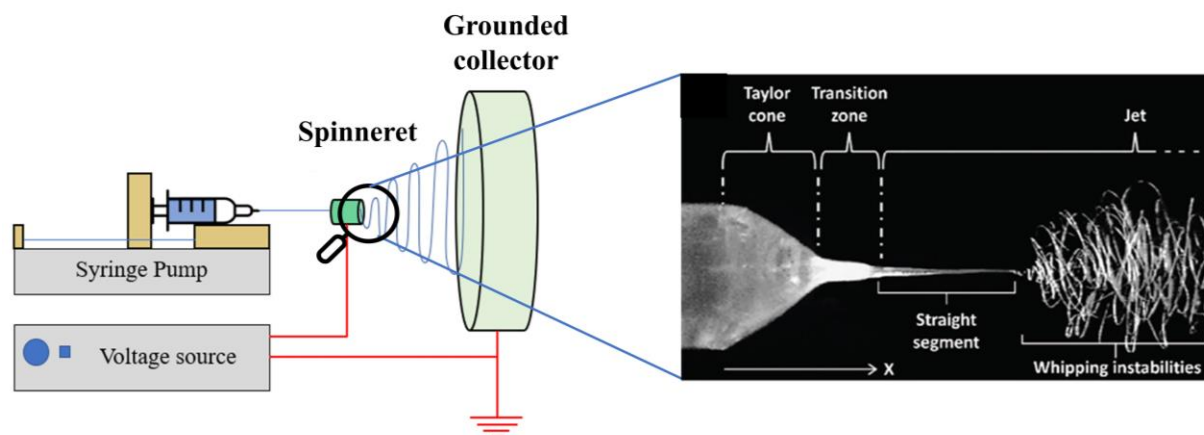 Grounded
collector
Spinneret
Syringe Pump
Voltage source
Taylor
cone
Transition
zone
Jet
Straight
segment
Whipping instabilities
X